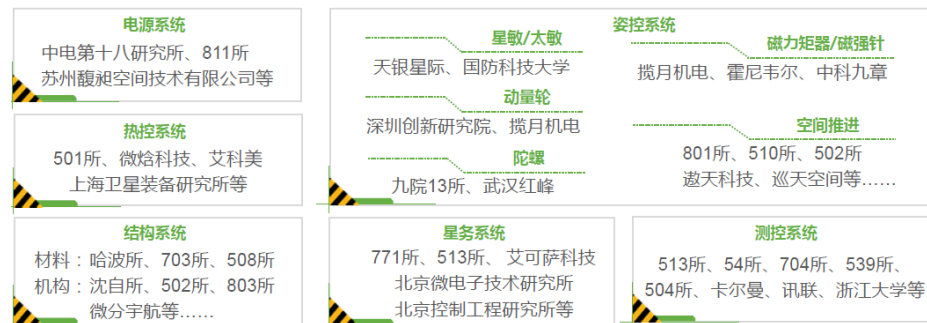 电源系统
中电第十八研究所、811所
苏州馥昶空间技术有限公司等
热控系统
501所、微焓科技、艾科美
上海卫星装备研究所等
结构系统
材料：哈波所、703所、508所
机构：沈自所、502所、803所
微分宇航等……
姿控系统
星敏/太敏
天银星际、国防科技大学
动量轮
深圳创新研究院、揽月机电
陀螺
九院13所、武汉红峰
磁力矩器/磁强针
揽月机电、霍尼韦尔、中科九章
空间推进
801所、510所、502所
遨天科技、巡天空间等……
星务系统
771所、513所、艾可萨科技
北京微电子技术研究所
北京控制工程研究所等
测控系统
513所、54所、704所、539所、
504所、卡尔曼、讯联、浙江大学等